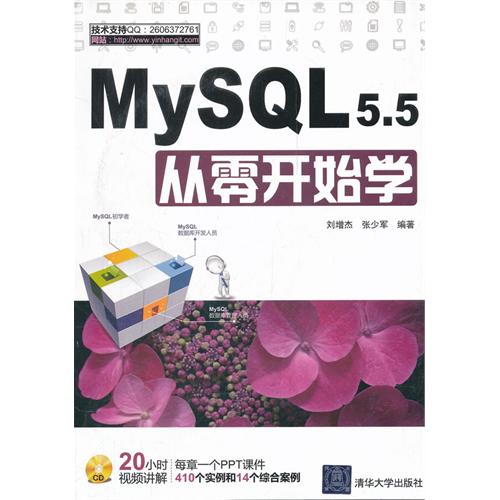 技术支持QQ：2606372761
网站：http://www.yinhangit.com
MySQL 5.5
从零开始学
刘增杰 张少军 编著
MySQL初学者
MySQL
数据库开发人员
MySQL
数据库管理人员
20小时
视频讲解
每章一个PPT课件
410个实例和14个综合案例
CD
清华大学出版社